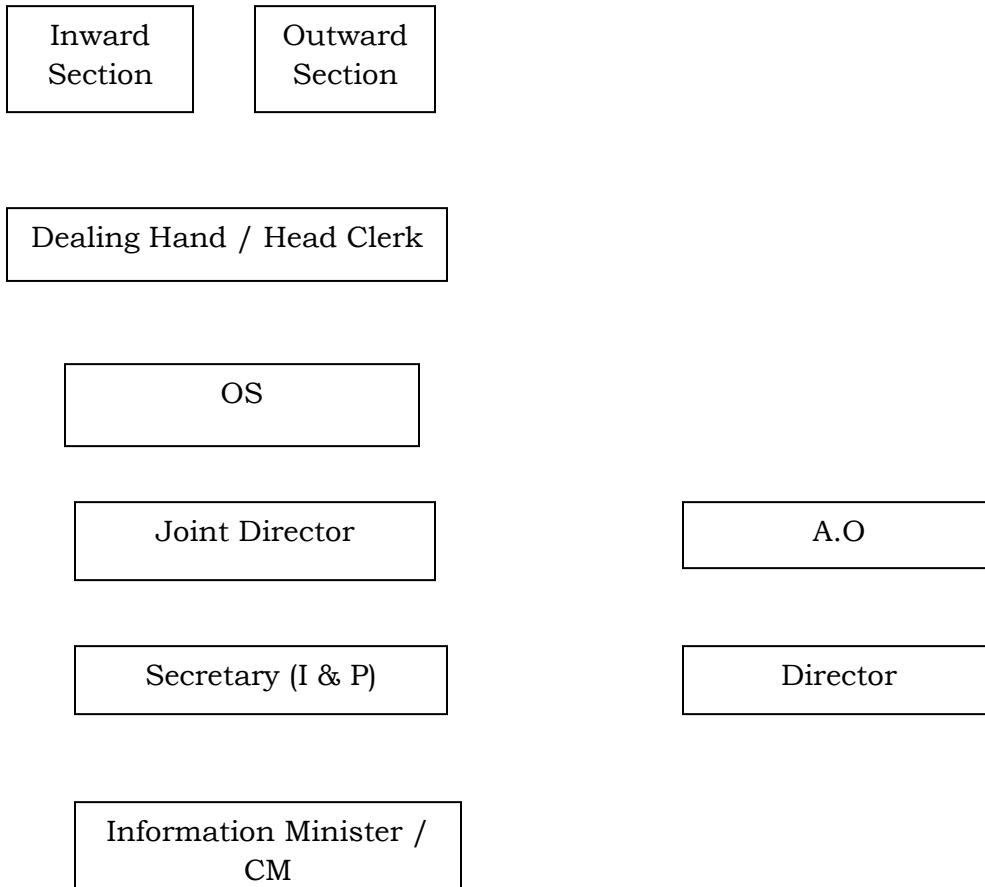 Inward
Section
Outward
Section
Dealing Hand / Head Clerk
OS
Joint Director
A.O
Secretary (I & P)
Director
Information Minister /
CM